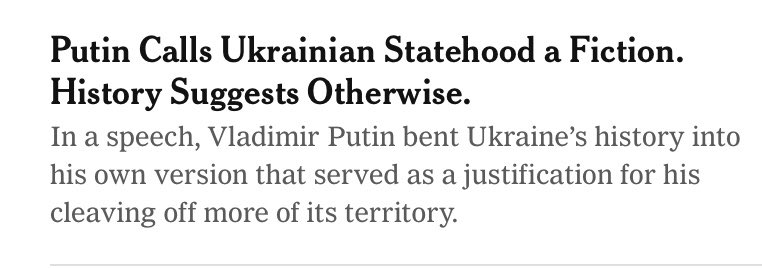 Putin Calls Ukrainian Statehood a Fiction.
History Suggests Otherwise.
In a speech, Vladimir Putin bent Ukraine’s history into
his own version that served as a justification for his
cleaving off more of its territory.